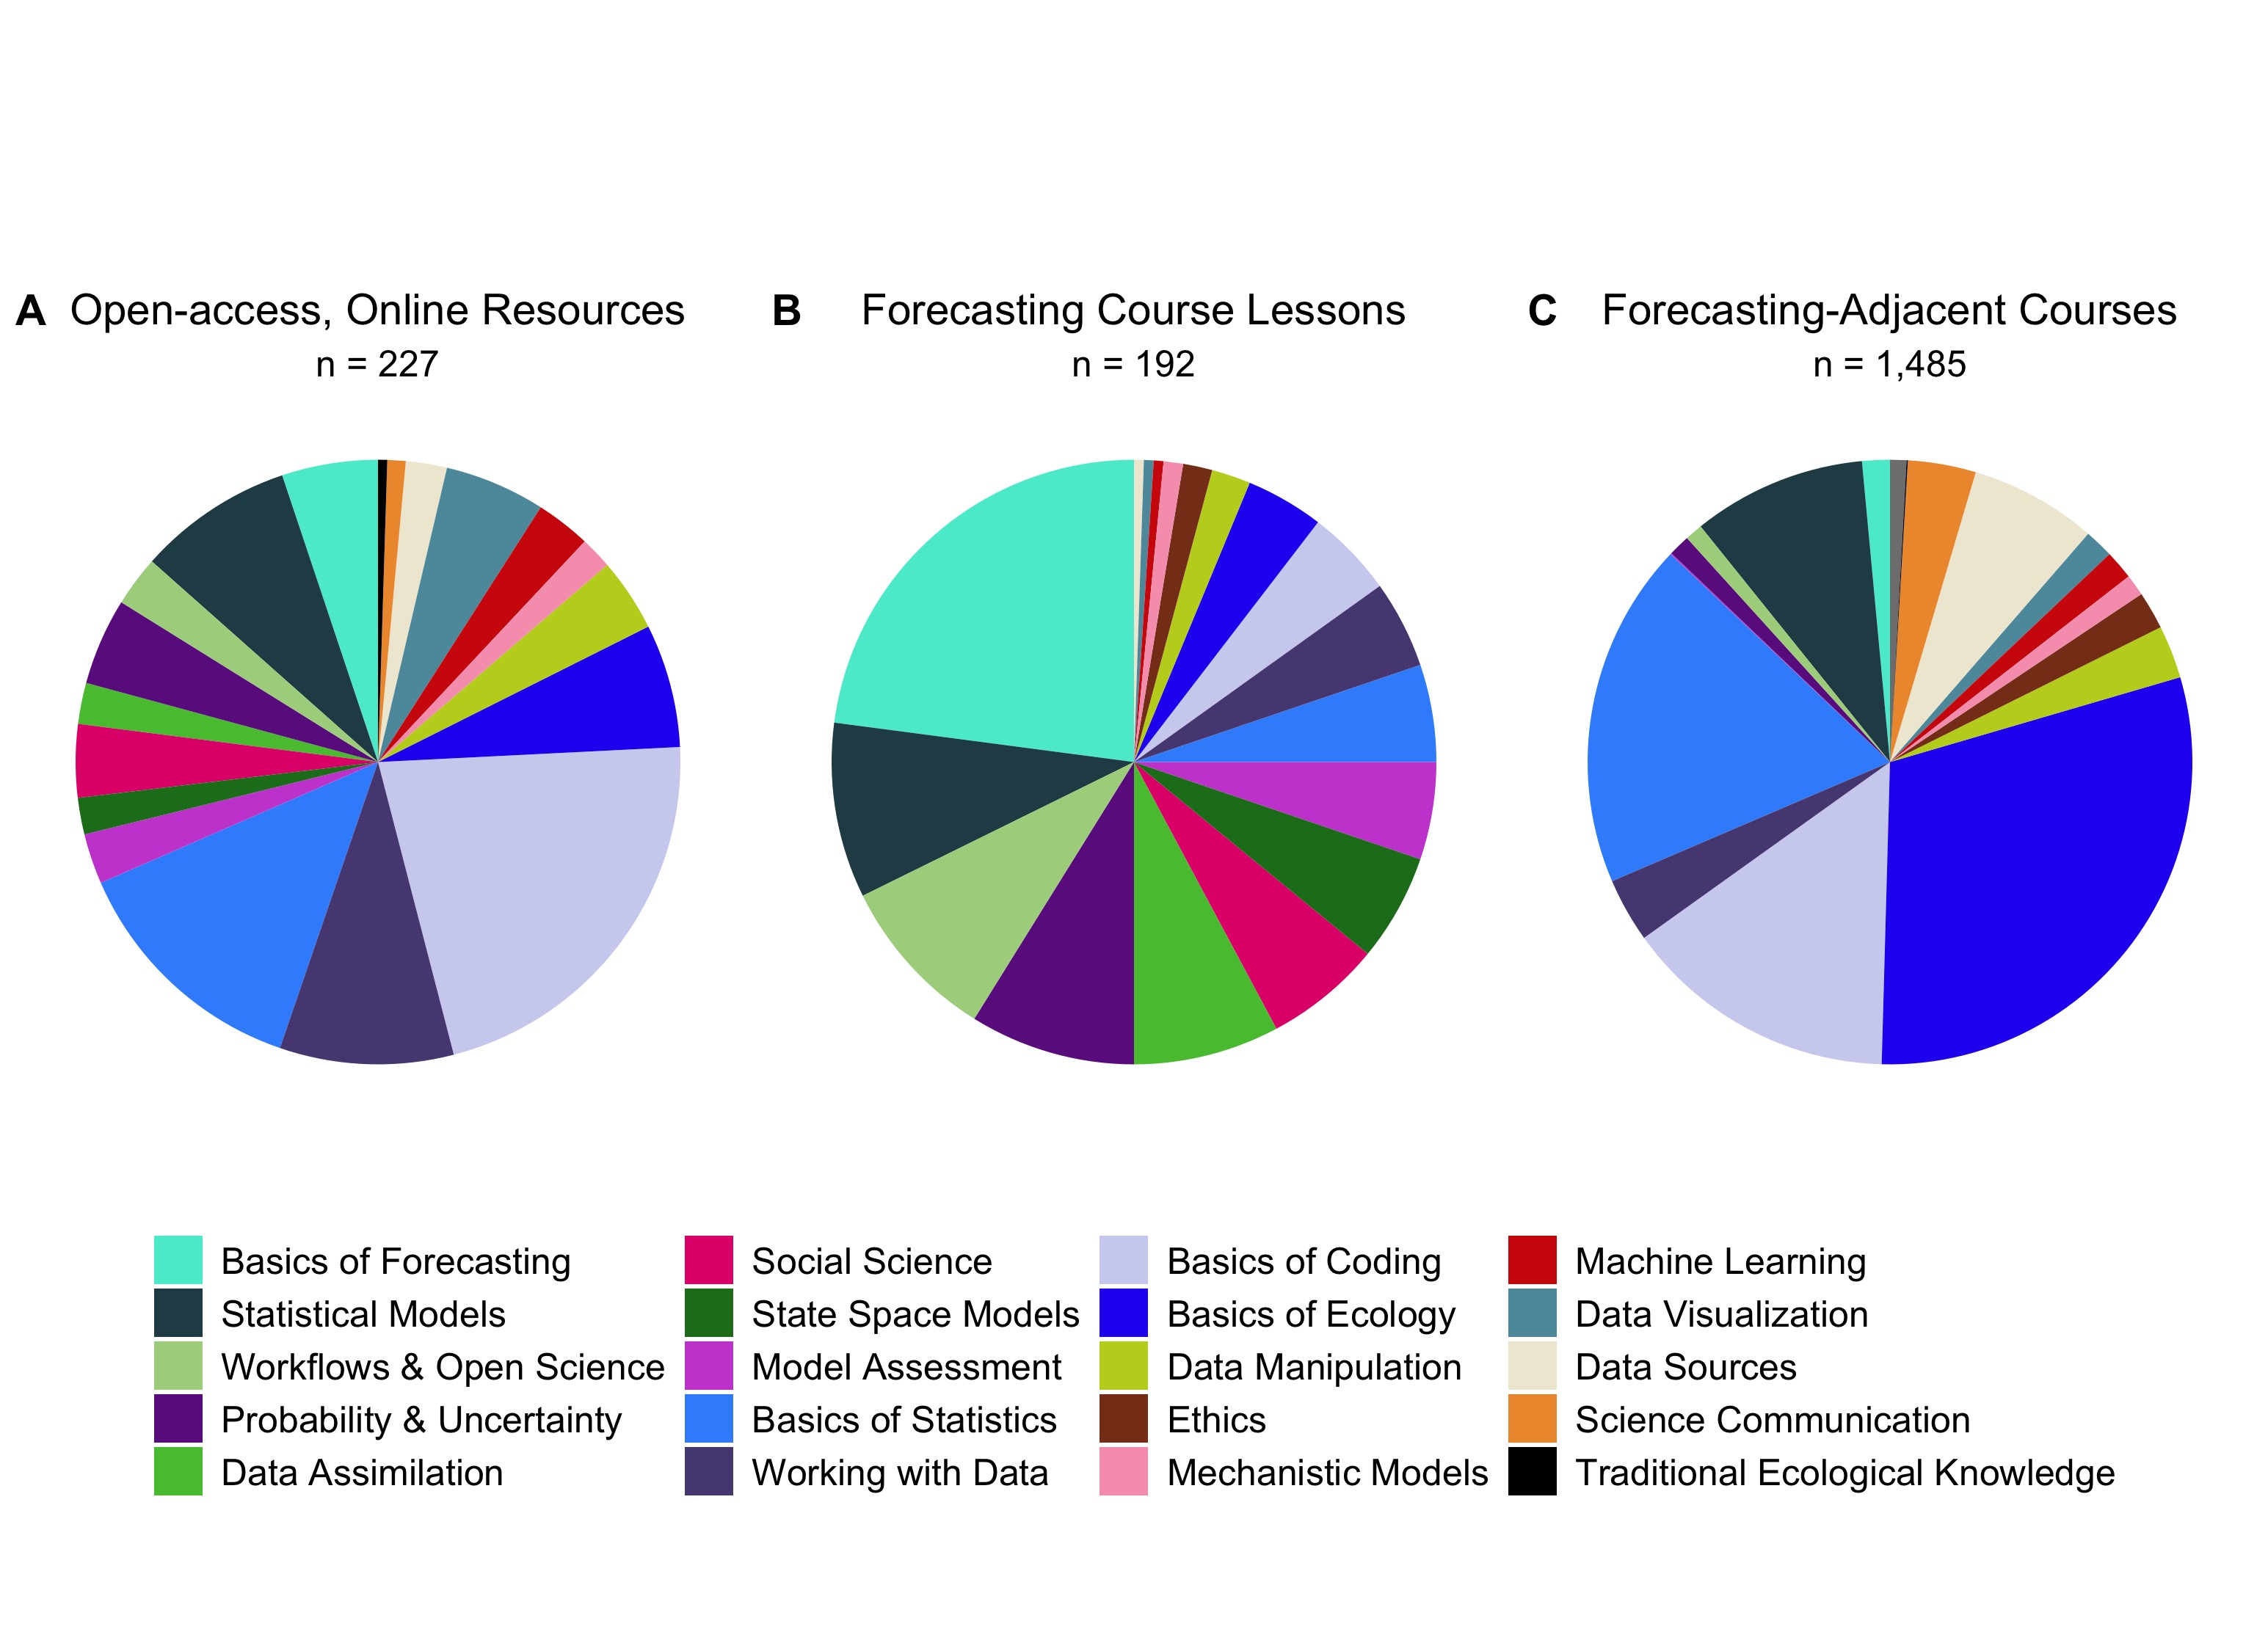 A Open-access, Online Resources
n = 227
B Forecasting Course Lessons
n = 192
C Forecasting-Adjacent Courses
n = 1,485
Basics of Forecasting
Statistical Models
Workflows & Open Science
Probability & Uncertainty
Data Assimilation
Social Science
State Space Models
Model Assessment
Basics of Statistics
Working with Data
Basics of Coding
Basics of Ecology
Data Manipulation
Ethics
Mechanistic Models
Machine Learning
Data Visualization
Data Sources
Science Communication
Traditional Ecological Knowledge